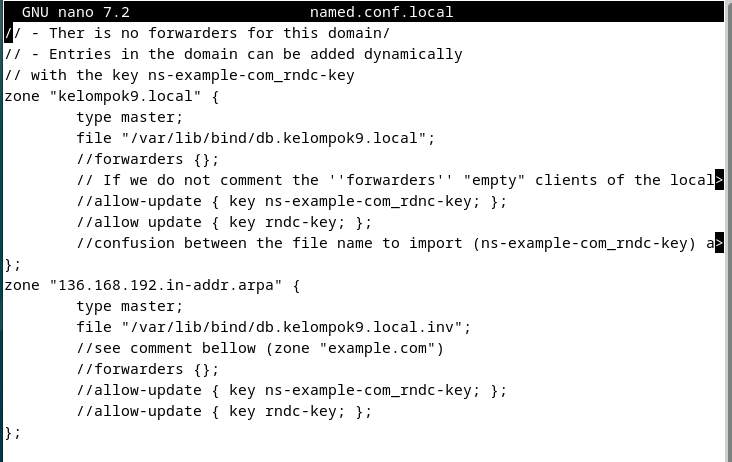 GNU nano 7.2 named.conf.local
// - Ther is no forwarders for this domain/
// - Entries in the domain can be added dynamically
// with the key ns-example-com_rndc-key
zone "kelompok9.local" {
        type master;
        file "/var/lib/bind/db.kelompok9.local";
        //forwarders {};
        // If we do not comment the ''forwarders'' "empty" clients of the local>
        //allow-update { key ns-example-com_rdnc-key; };
        //allow update { key rndc-key; };
        //confusion between the file name to import (ns-example-com_rndc-key) a>
};
zone "136.168.192.in-addr.arpa" {
        type master;
        file "/var/lib/bind/db.kelompok9.local.inv";
        //see comment bellow (zone "example.com")
        //forwarders {};
        //allow-update { key ns-example-com_rndc-key; };
        //allow-update { key rndc-key; };
};